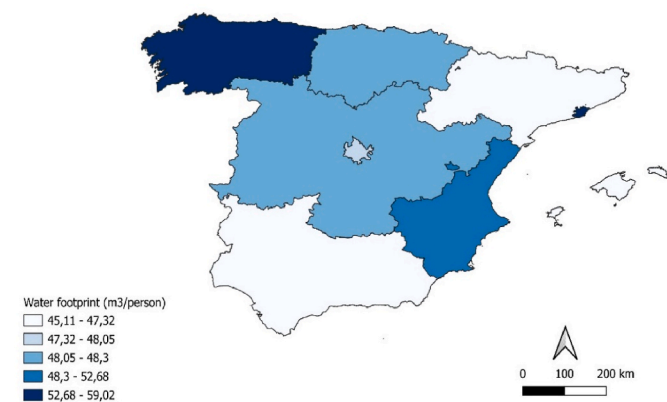 Water footprint (m3/person)
45,11 - 47,32
47,32 - 48,05
48,05 - 48,3
48,3 - 52,68
52,68 - 59,02
0 100 200 km